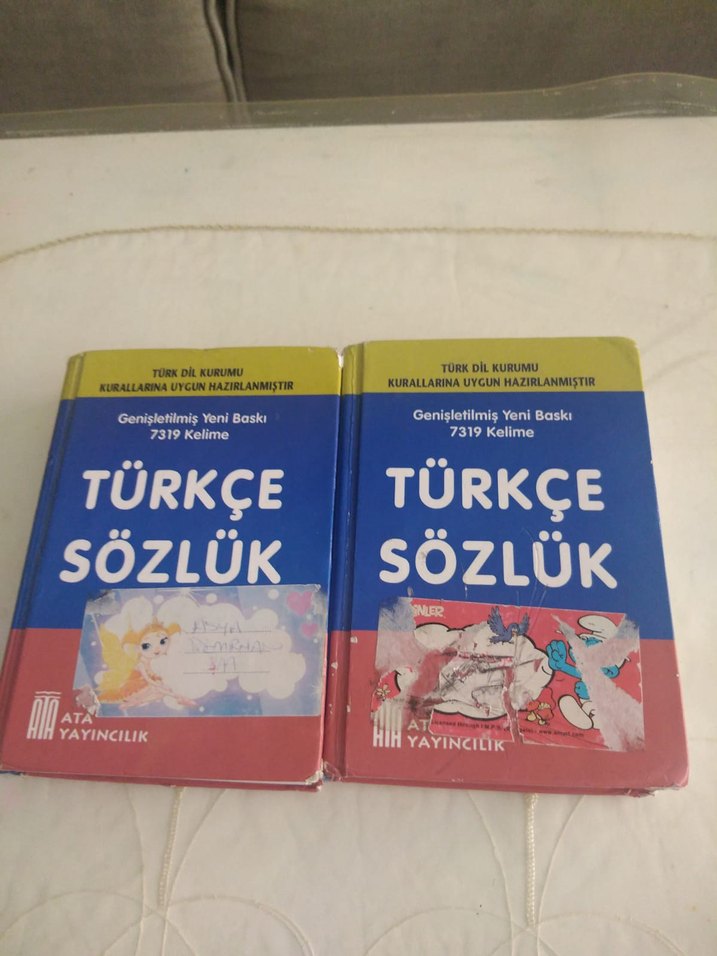 TÜRK DİL KURUMU
KURALLARINA UYGUN HAZIRLANMIŞTIR
Genişletilmiş Yeni Baskı
7319 Kelime
TÜRKÇE
SÖZLÜK
ATA
ATA
YAYINCILIK
TÜRK DİL KURUMU
KURALLARINA UYGUN HAZIRLANMIŞTIR
Genişletilmiş Yeni Baskı
7319 Kelime
TÜRKÇE
SÖZLÜK
ATA
YAYINCILIK